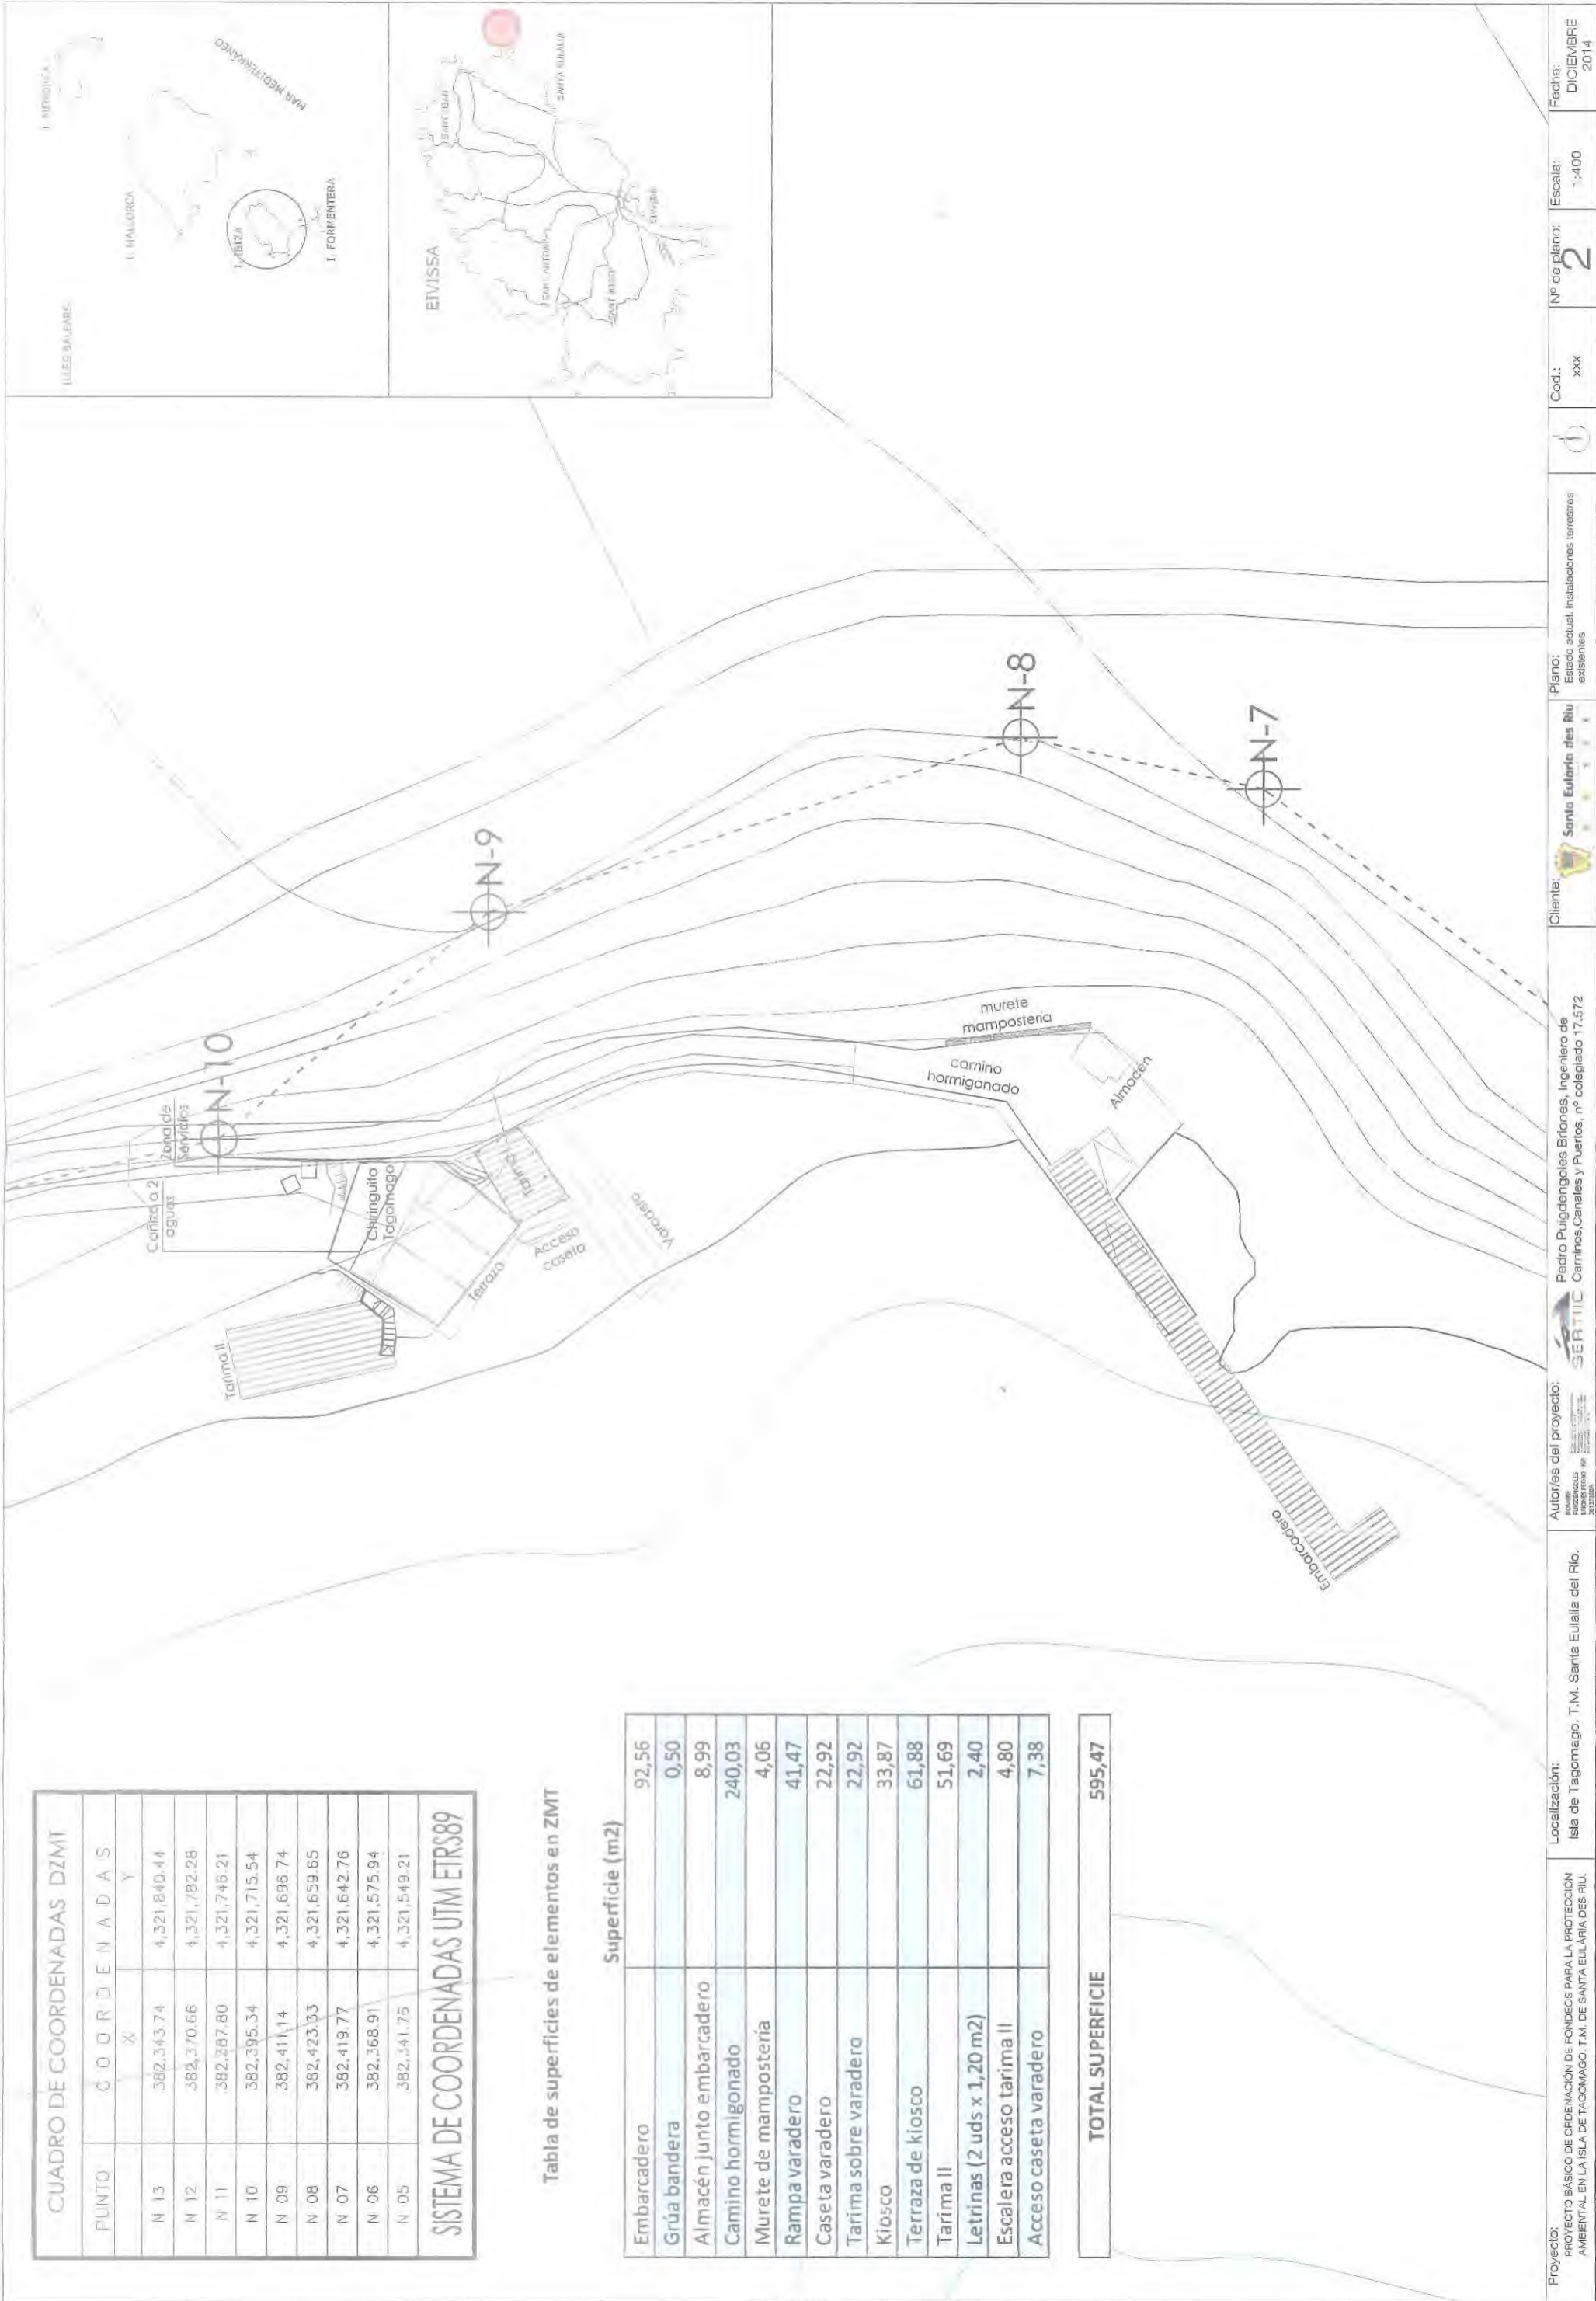 CUADRO DE COORDENADAS DZMT
PUNTO COORDENADAS
X Y
N 13 382,343.74 4,321,840.44
N 12 382,370.66 4,321,782.28
N 11 382,387.80 4,321,746.21
N 10 382,395.34 4,321,715.54
N 09 382,411.14 4,321,696.74
N 08 382,423.33 4,321,659.65
N 07 382,419.77 4,321,642.76
N 06 382,368.91 4,321,575.94
N 05 382,341.76 4,321,549.21
SISTEMA DE COORDENADAS UTM ETRS89
Tabla de superficies de elementos en ZMT
Superficie (m2)
Embarcadero 92,56
Grúa bandera 0,50
Almacén junto embarcadero 8,99
Camino hormigonado 240,03
Murete de mampostería 4,06
Rampa varadero 41,47
Caseta varadero 22,92
Tarima sobre varadero 22,92
Kiosco 33,87
Terraza de kiosco 61,88
Tarima II 51,69
Letrinas (2 uds x 1,20 m2) 2,40
Escalera acceso tarima II 4,80
Acceso caseta varadero 7,38
TOTAL SUPERFICIE 595,47
Tarima II
Cañizo a 2
aguas
Zona de
Servicios
N-10
Chiringuito
Tagomago
Terraza
Tarima
Acceso
caseta
Varadero
N-9
murete
mamposteria
camino
hormigonado
Almacén
Embarcadero
N-8
N-7
ILLES BALEARS
I. MENORCA
I. MALLORCA
MAR MEDITERRÁNEO
I. IBIZA
I. FORMENTERA
EIVISSA
SANT JOAN
SANTA EULÀLIA
SANT ANTONI
SANT JOSEP
EIVISSA
Proyecto:
PROYECTO BÁSICO DE ORDENACIÓN DE FONDEOS PARA LA PROTECCIÓN
AMBIENTAL EN LA ISLA DE TAGOMAGO. T.M. DE SANTA EULÀRIA DES RIU.
Localización:
Isla de Tagomago. T.M. Santa Eulalia del Río.
Autor/es del proyecto:
SERTIIC
Pedro Puigdengoles Briones, Ingeniero de
Caminos,Canales y Puertos, nº colegiado 17.572
Cliente:
Santa Eulària des Riu
Plano:
Estado actual. Instalaciones terrestres
existentes
Cod.:
xxx
Nº de plano:
2
Escala:
1:400
Fecha:
DICIEMBRE
2014